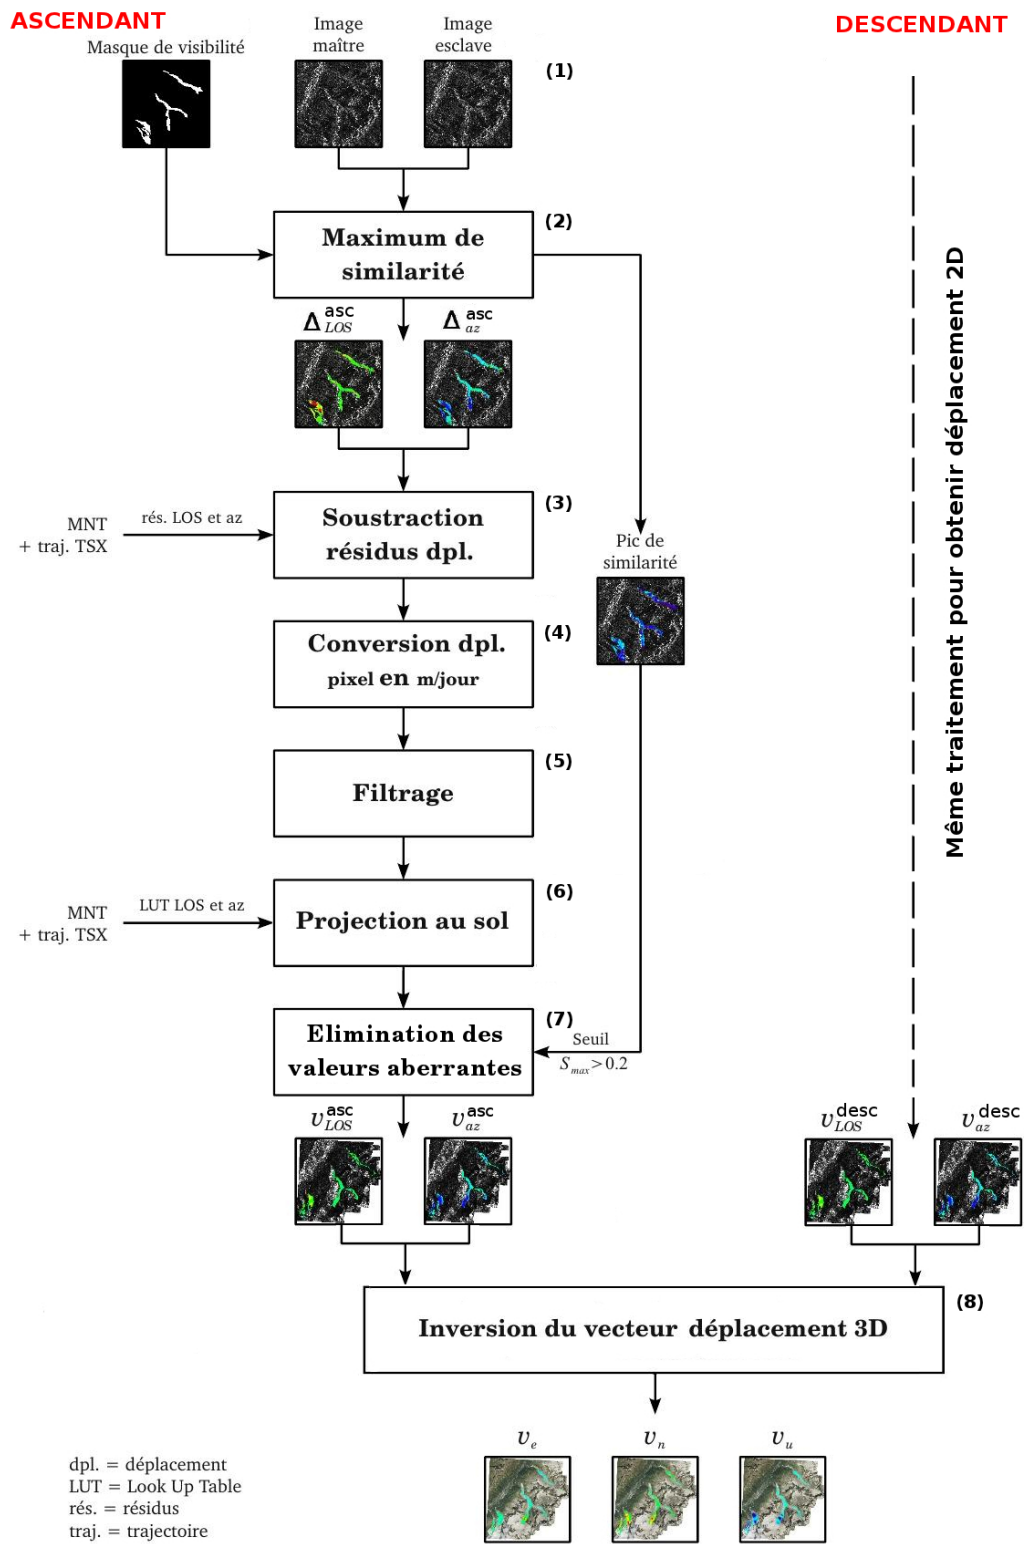 ASCENDANT
DESCENDANT
Masque de visibilité
Image
maître
Image
esclave
(1)
(2)
Maximum de
similarité
Δ asc LOS
Δ asc az
(3)
MNT
+ traj. TSX
rés. LOS et az
Soustraction
résidus dpl.
Pic de
similarité
(4)
Conversion dpl.
pixel en m/jour
(5)
Filtrage
Même traitement pour obtenir déplacement 2D
(6)
MNT
+ traj. TSX
LUT LOS et az
Projection au sol
(7)
Elimination des
valeurs aberrantes
Seuil
Smax>0.2
v asc LOS
v asc az
v desc LOS
v desc az
(8)
Inversion du vecteur déplacement 3D
ve
vn
vu
dpl. = déplacement
LUT = Look Up Table
rés. = résidus
traj. = trajectoire